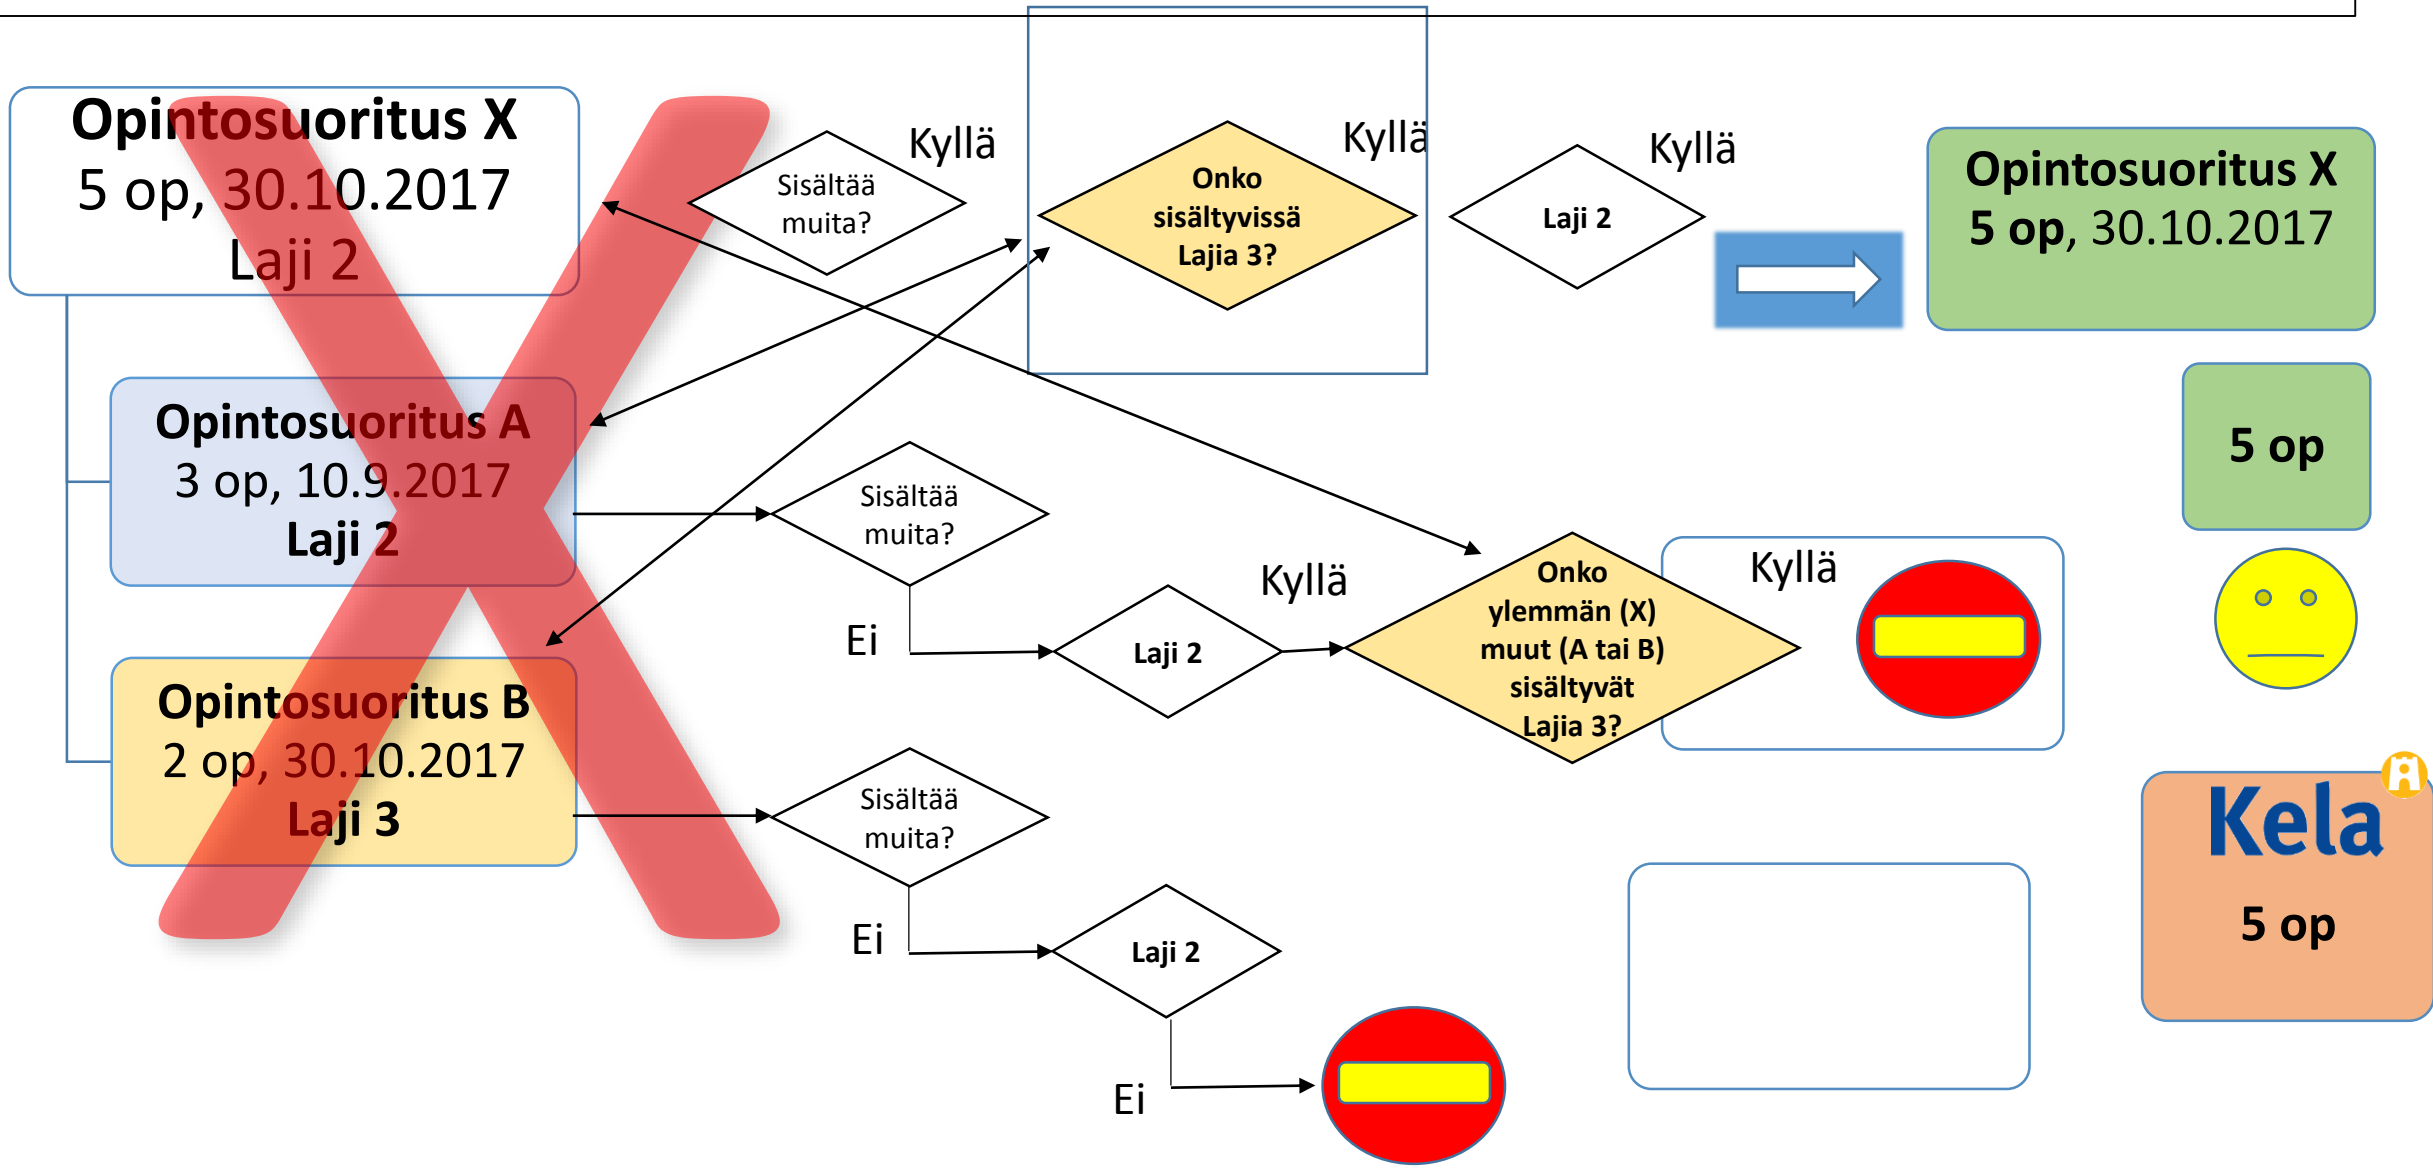 Opintosuoritus X
5 op, 30.10.2017
Laji 2
Sisältää
muita?
Kyllä
Onko
sisältyvissä
Lajia 3?
Kyllä
Laji 2
Kyllä
Opintosuoritus X
5 op, 30.10.2017
5 op
Opintosuoritus A
3 op, 10.9.2017
Laji 2
Sisältää
muita?
Ei
Laji 2
Kyllä
Onko
ylemmän (X)
muut (A tai B)
sisältyvät
Lajia 3?
Kyllä
Opintosuoritus B
2 op, 30.10.2017
Laji 3
Sisältää
muita?
Ei
Laji 2
Ei
Kela
5 op